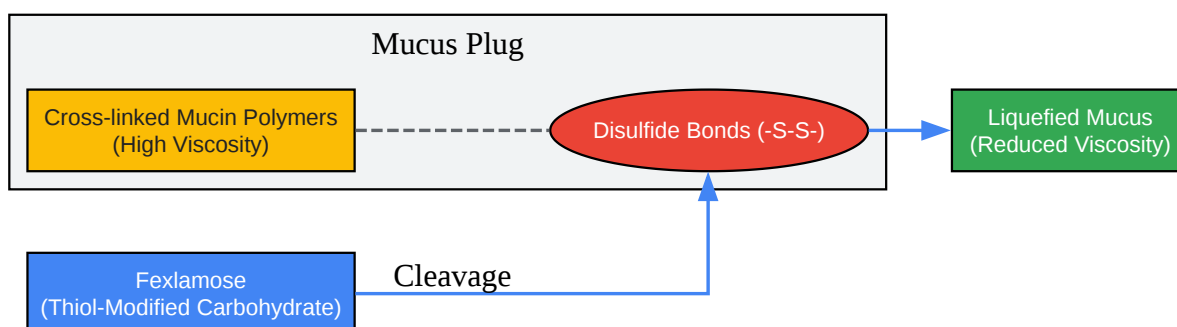 Mucus Plug
Cross-linked Mucin Polymers
(High Viscosity)
Disulfide Bonds (-S-S-)
Liquefied Mucus
(Reduced Viscosity)
Fexlamose
(Thiol-Modified Carbohydrate)
Cleavage